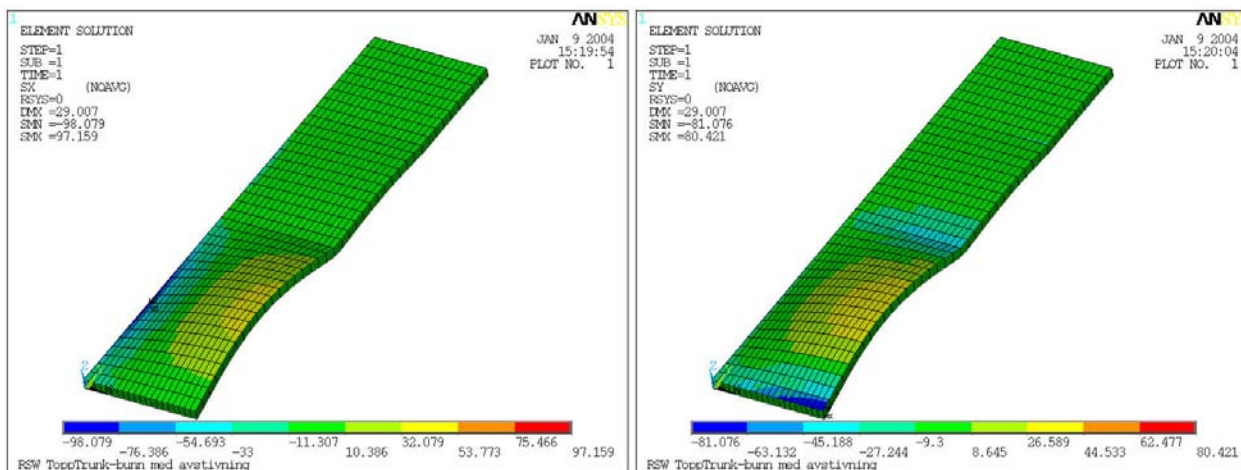 1
ANSYS
ELEMENT SOLUTION
JAN 9 2004
15:19:54
PLOT NO. 1
STEP=1
SUB =1
TIME=1
SX (NOAVG)
RSYS=0
DMX =29.007
SMN =-98.079
SMX =97.159
Z
-98.079 -54.693 -11.307 32.079 75.466
-76.386 -33 10.386 53.773 97.159
RSW ToppTrunk-bunn med avstivning
1
ANSYS
ELEMENT SOLUTION
JAN 9 2004
15:20:04
PLOT NO. 1
STEP=1
SUB =1
TIME=1
SY (NOAVG)
RSYS=0
DMX =29.007
SMN =-81.076
SMX =80.421
Z
-81.076 -45.188 -9.3 26.589 62.477
-63.132 -27.244 8.645 44.533 80.421
RSW ToppTrunk-bunn med avstivning